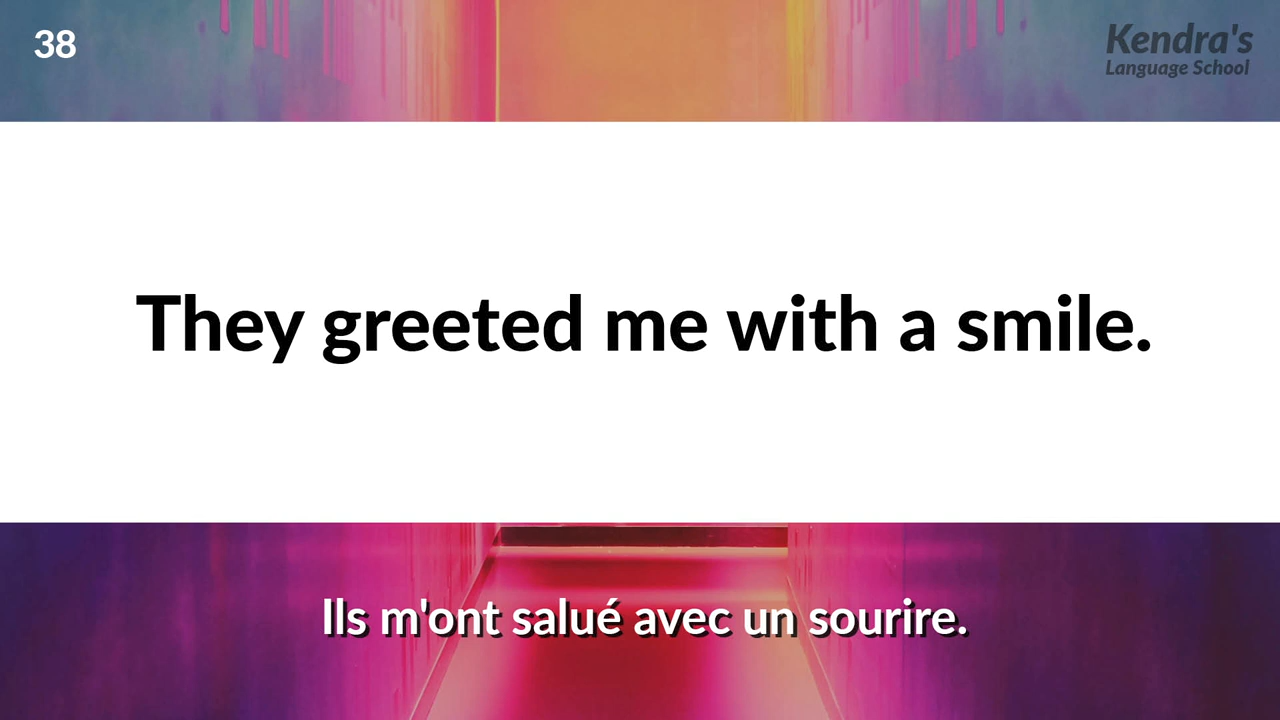 38
Kendra's
Language School
They greeted me with a smile.
Ils m'ont salué avec un sourire.